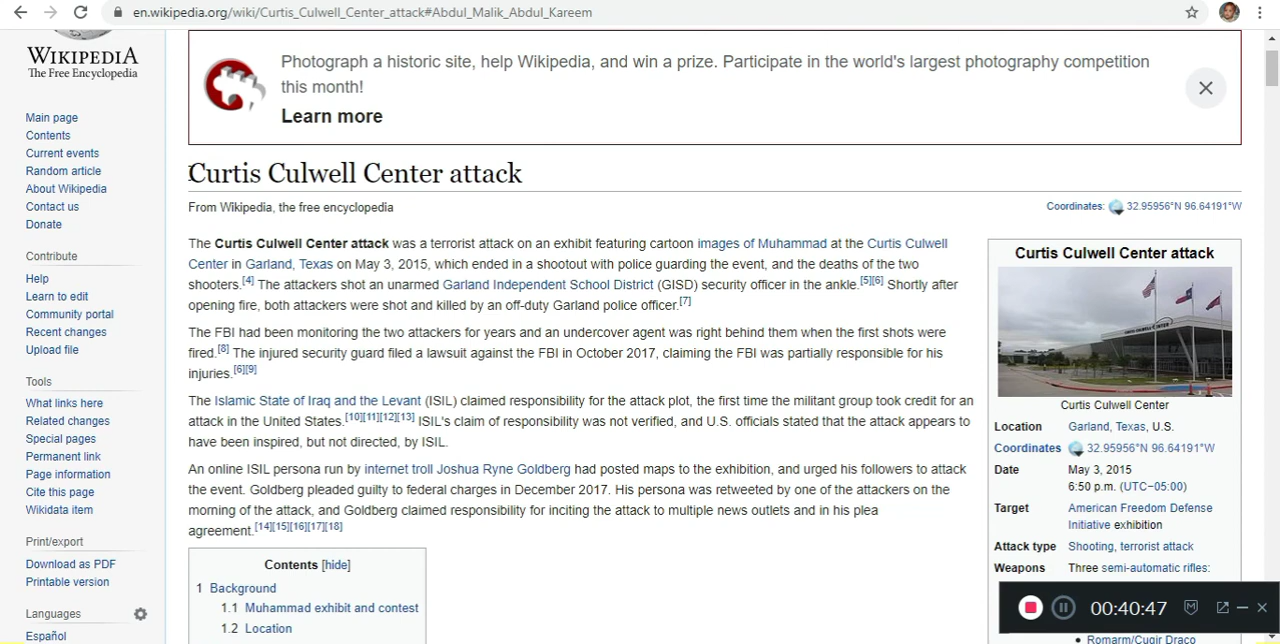 en.wikipedia.org/wiki/Curtis_Culwell_Center_attack#Abdul_Malik_Abdul_Kareem
WIKIPEDIA
The Free Encyclopedia
Main page
Contents
Current events
Random article
About Wikipedia
Contact us
Donate
Contribute
Help
Learn to edit
Community portal
Recent changes
Upload file
Tools
What links here
Related changes
Special pages
Permanent link
Page information
Cite this page
Wikidata item
Print/export
Download as PDF
Printable version
Languages
Español
Photograph a historic site, help Wikipedia, and win a prize. Participate in the world's largest photography competition
this month!
Learn more
Curtis Culwell Center attack
From Wikipedia, the free encyclopedia
Coordinates: 32.95956°N 96.64191°W
The Curtis Culwell Center attack was a terrorist attack on an exhibit featuring cartoon images of Muhammad at the Curtis Culwell
Center in Garland, Texas on May 3, 2015, which ended in a shootout with police guarding the event, and the deaths of the two
shooters.[4] The attackers shot an unarmed Garland Independent School District (GISD) security officer in the ankle.[5][6] Shortly after
opening fire, both attackers were shot and killed by an off-duty Garland police officer.[7]
The FBI had been monitoring the two attackers for years and an undercover agent was right behind them when the first shots were
fired.[8] The injured security guard filed a lawsuit against the FBI in October 2017, claiming the FBI was partially responsible for his
injuries.[6][9]
The Islamic State of Iraq and the Levant (ISIL) claimed responsibility for the attack plot, the first time the militant group took credit for an
attack in the United States.[10][11][12][13] ISIL's claim of responsibility was not verified, and U.S. officials stated that the attack appears to
have been inspired, but not directed, by ISIL.
An online ISIL persona run by internet troll Joshua Ryne Goldberg had posted maps to the exhibition, and urged his followers to attack
the event. Goldberg pleaded guilty to federal charges in December 2017. His persona was retweeted by one of the attackers on the
morning of the attack, and Goldberg claimed responsibility for inciting the attack to multiple news outlets and in his plea
agreement.[14][15][16][17][18]
Contents [hide]
1 Background
1.1 Muhammad exhibit and contest
1.2 Location
Curtis Culwell Center attack
CURTIS CULWELL CENTER
Curtis Culwell Center
Location Garland, Texas, U.S.
Coordinates 32.95956°N 96.64191°W
Date May 3, 2015
6:50 p.m. (UTC−05:00)
Target American Freedom Defense
Initiative exhibition
Attack type Shooting, terrorist attack
Weapons Three semi-automatic rifles:
00:40:47
• Romarm/Cugir Draco